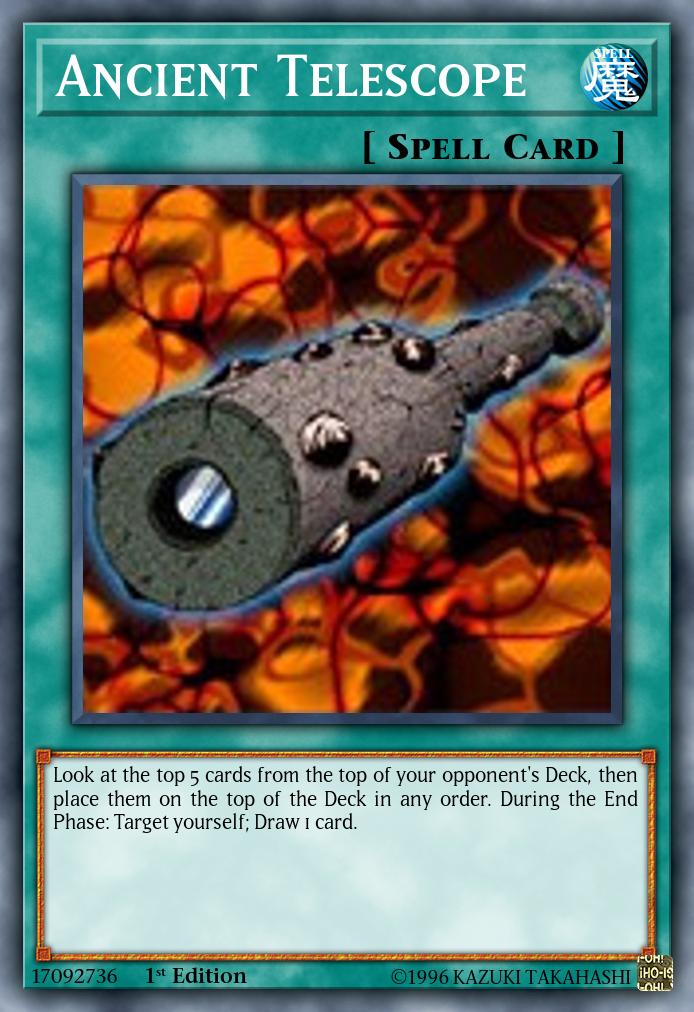 ANCIENT TELESCOPE
SPELL
魔
[ SPELL CARD ]
Look at the top 5 cards from the top of your opponent's Deck, then
place them on the top of the Deck in any order. During the End
Phase: Target yourself; Draw 1 card.
17092736 1st Edition ©1996 KAZUKI TAKAHASHI